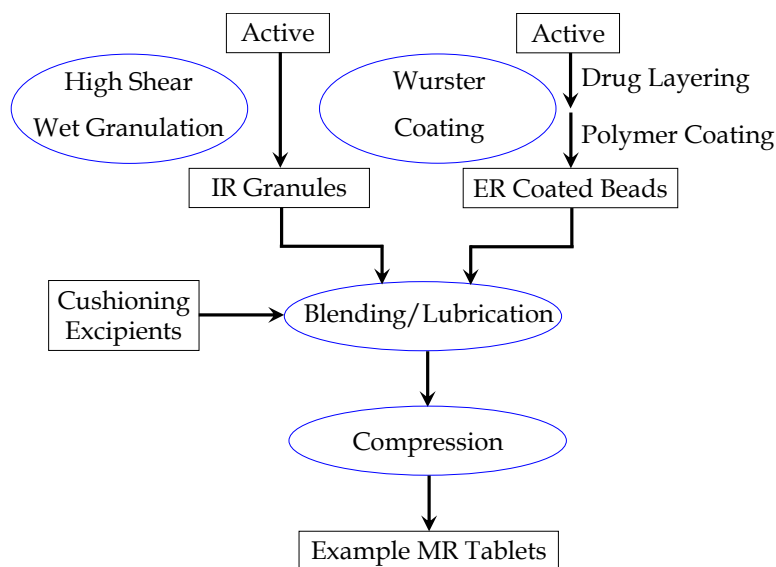 Active
Active
High Shear
Wet Granulation
Wurster
Coating
Drug Layering
Polymer Coating
IR Granules
ER Coated Beads
Cushioning
Excipients
Blending/Lubrication
Compression
Example MR Tablets